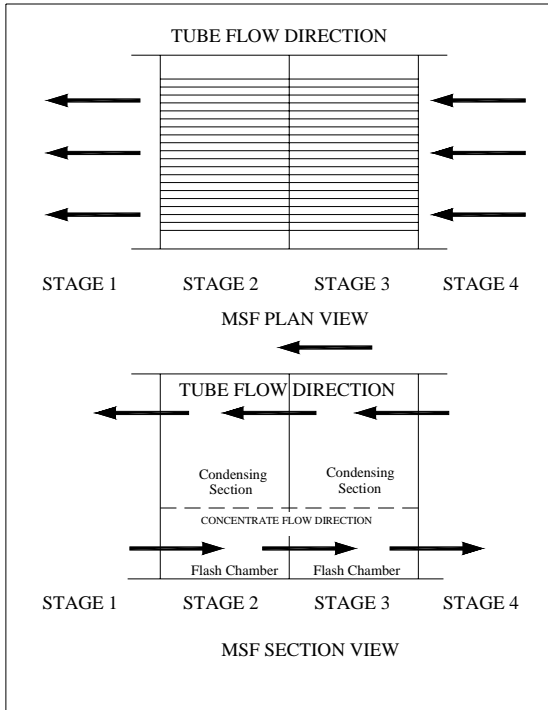 TUBE FLOW DIRECTION
STAGE 1 STAGE 2 STAGE 3 STAGE 4
MSF PLAN VIEW
TUBE FLOW DIRECTION
Condensing Condensing
Section Section
CONCENTRATE FLOW DIRECTION
Flash Chamber Flash Chamber
STAGE 1 STAGE 2 STAGE 3 STAGE 4
MSF SECTION VIEW